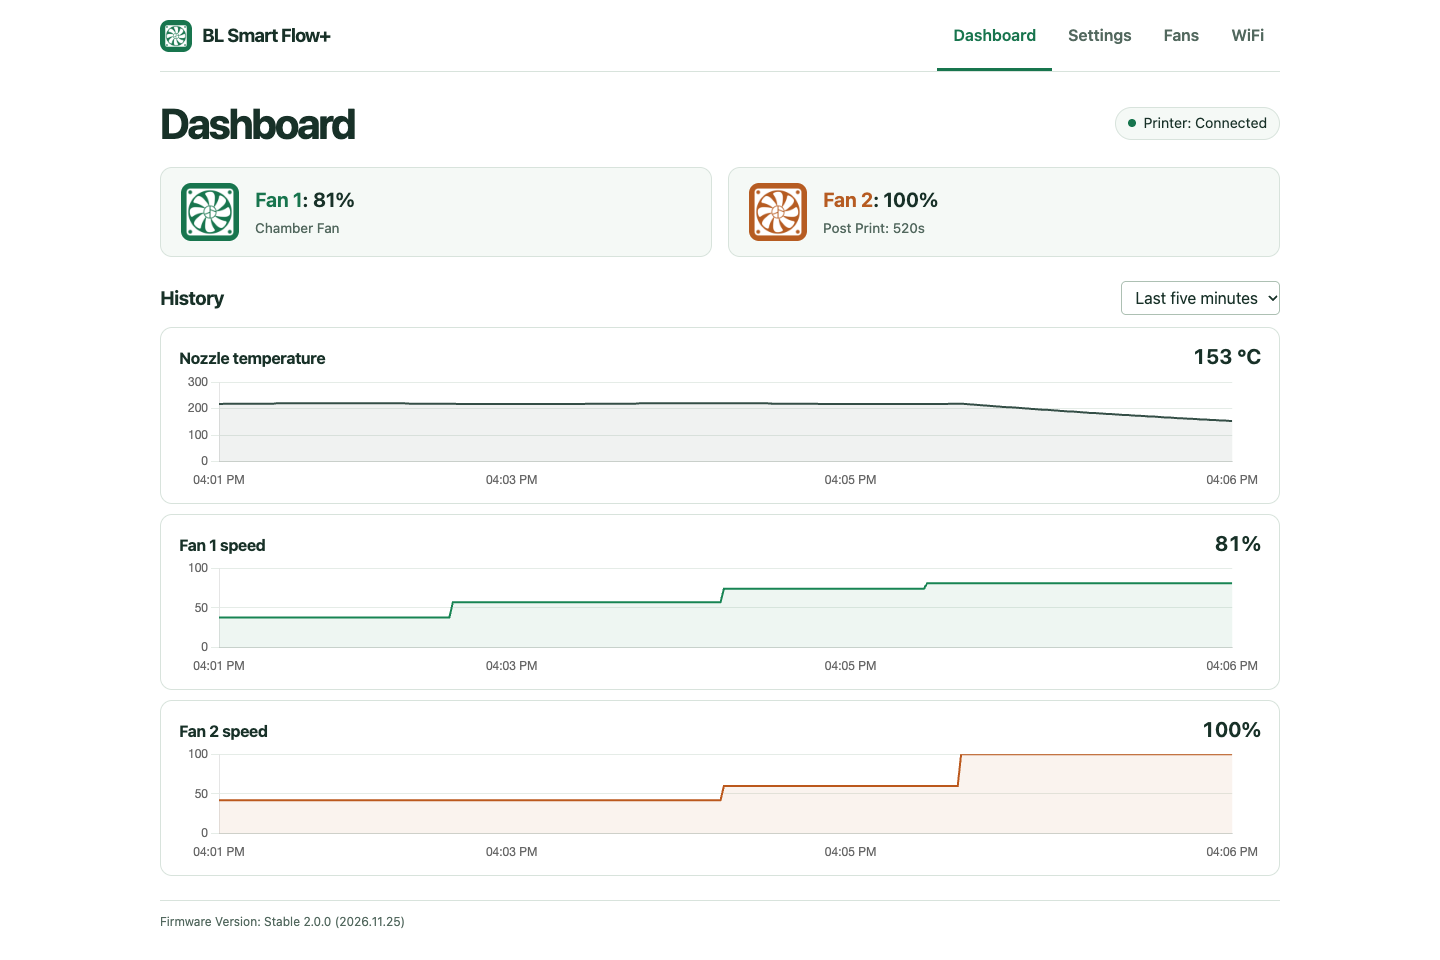 BL Smart Flow+
Dashboard Settings Fans WiFi
Dashboard
Printer: Connected
Fan 1: 81%
Chamber Fan
Fan 2: 100%
Post Print: 520s
History
Last five minutes
Nozzle temperature
153 °C
300
200
100
0
04:01 PM 04:03 PM 04:05 PM 04:06 PM
Fan 1 speed
81%
100
50
0
04:01 PM 04:03 PM 04:05 PM 04:06 PM
Fan 2 speed
100%
100
50
0
04:01 PM 04:03 PM 04:05 PM 04:06 PM
Firmware Version: Stable 2.0.0 (2026.11.25)